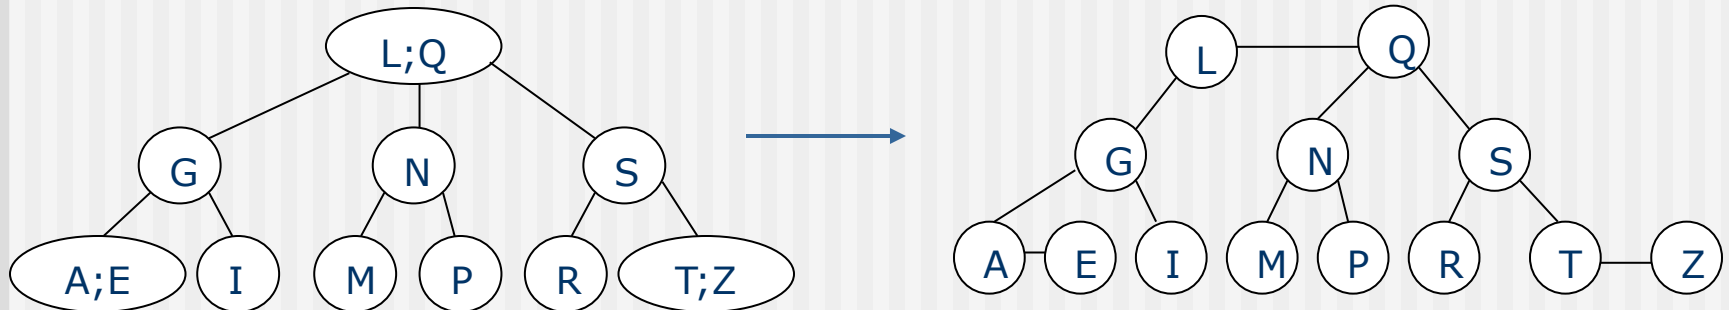 L;Q
G N S
A;E I M P R T;Z
L Q
G N S
A E I M P R T Z